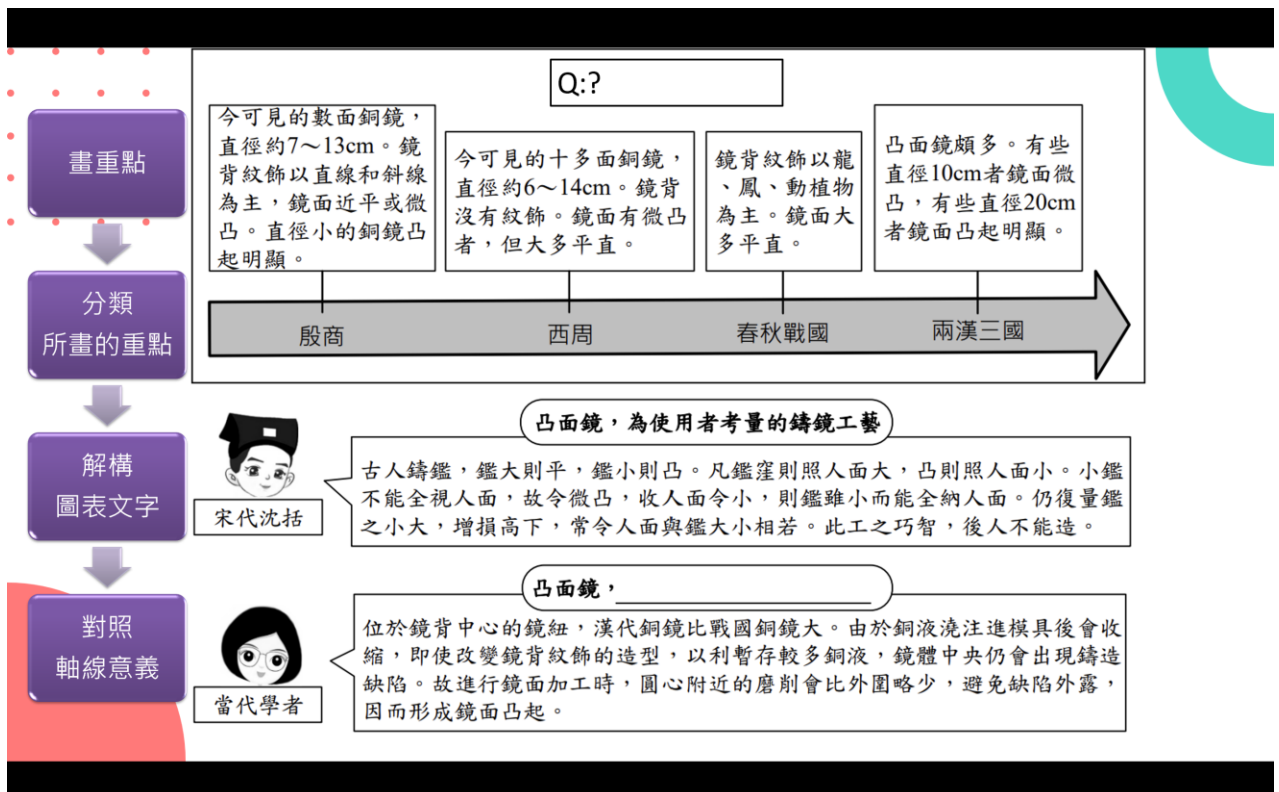 Q:?
畫重點
分類
所畫的重點
解構
圖表文字
對照
軸線意義
今可見的數面銅鏡，
直徑約7～13cm。鏡
背紋飾以直線和斜線
為主，鏡面近平或微
凸。直徑小的銅鏡凸
起明顯。
今可見的十多面銅鏡，
直徑約6～14cm。鏡背
沒有紋飾。鏡面有微凸
者，但大多平直。
鏡背紋飾以龍
、鳳、動植物
為主。鏡面大
多平直。
凸面鏡頗多。有些
直徑10cm者鏡面微
凸，有些直徑20cm
者鏡面凸起明顯。
殷商
西周
春秋戰國
兩漢三國
凸面鏡，為使用者考量的鑄鏡工藝
古人鑄鑑，鑑大則平，鑑小則凸。凡鑑窪則照人面大，凸則照人面小。小鑑
不能全視人面，故令微凸，收人面令小，則鑑雖小而能全納人面。仍復量鑑
之小大，增損高下，常令人面與鑑大小相若。此工之巧智，後人不能造。
宋代沈括
凸面鏡，
位於鏡背中心的鏡紐，漢代銅鏡比戰國銅鏡大。由於銅液澆注進模具後會收
縮，即使改變鏡背紋飾的造型，以利暫存較多銅液，鏡體中央仍會出現鑄造
缺陷。故進行鏡面加工時，圓心附近的磨削會比外圍略少，避免缺陷外露，
因而形成鏡面凸起。
當代學者